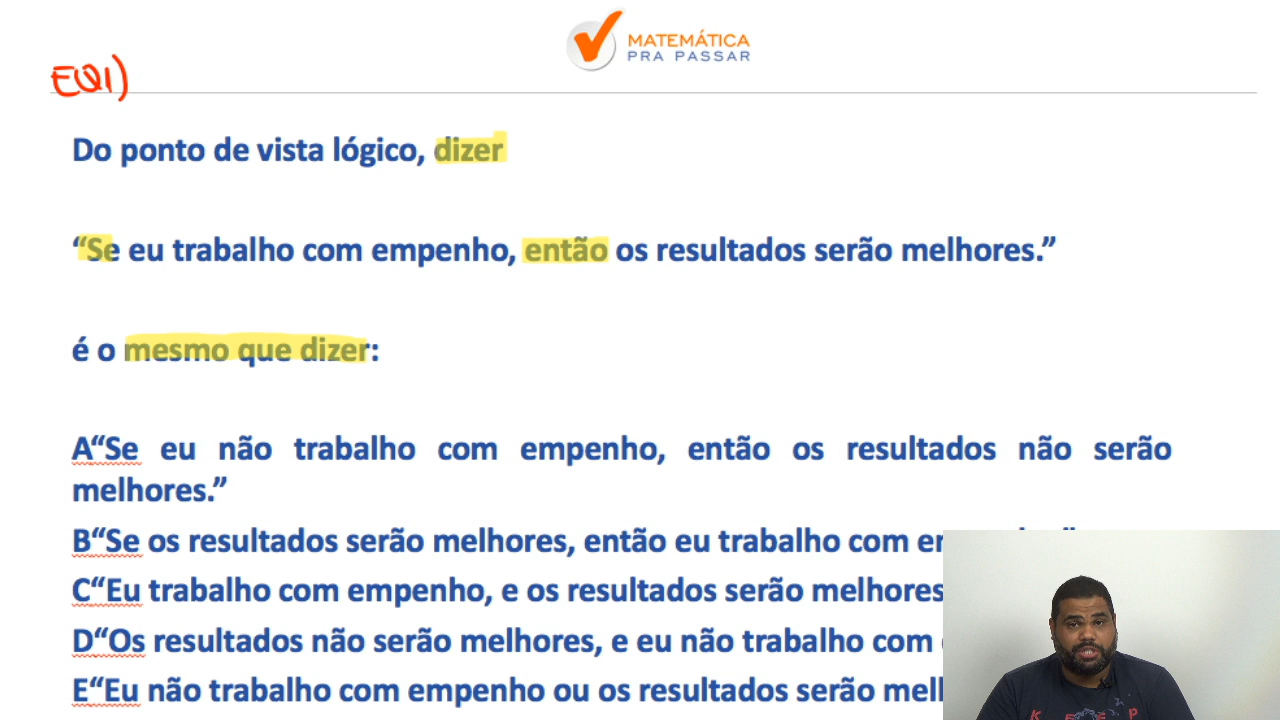 MATEMÁTICA
PRA PASSAR
EQ1)
Do ponto de vista lógico, dizer
“Se eu trabalho com empenho, então os resultados serão melhores.”
é o mesmo que dizer:
A“Se eu não trabalho com empenho, então os resultados não serão
melhores.”
B“Se os resultados serão melhores, então eu trabalho com
C“Eu trabalho com empenho, e os resultados serão melhores
D“Os resultados não serão melhores, e eu não trabalho com
E“Eu não trabalho com empenho ou os resultados serão
KEEP